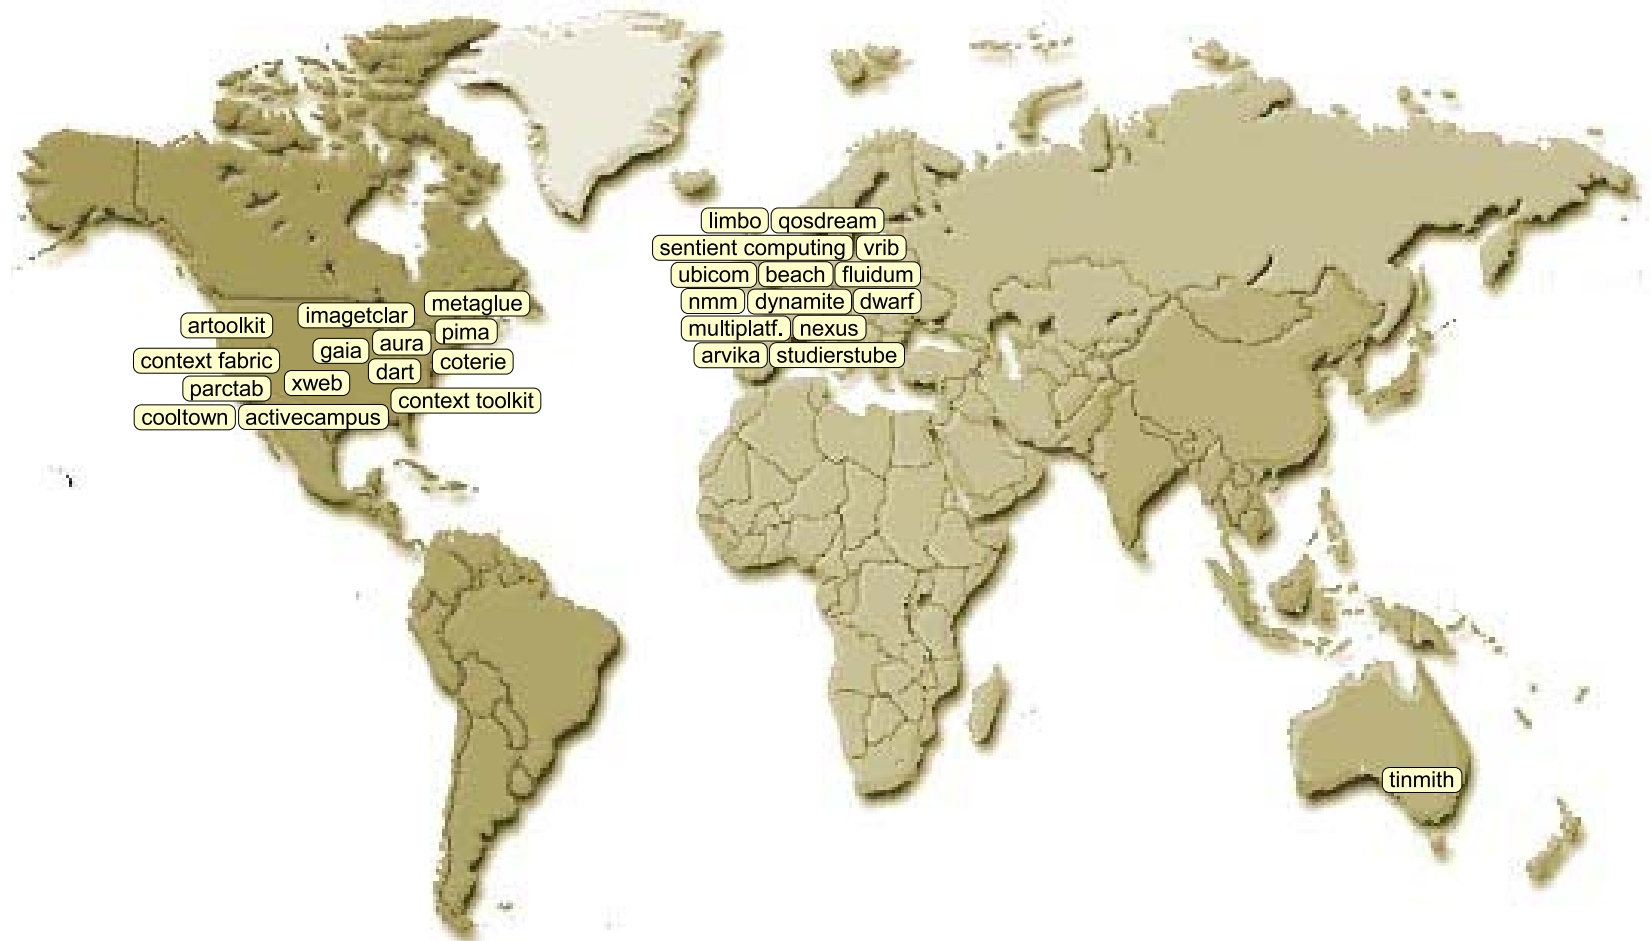 limbo qosdream
sentient computing vrib
ubicom beach fluidum
nmm dynamite dwarf
multiplatf. nexus
arvika studierstube
metaglue
imagetclar
artoolkit
pima
aura
gaia
context fabric
coterie
dart
xweb
parctab
context toolkit
cooltown activecampus
tinmith